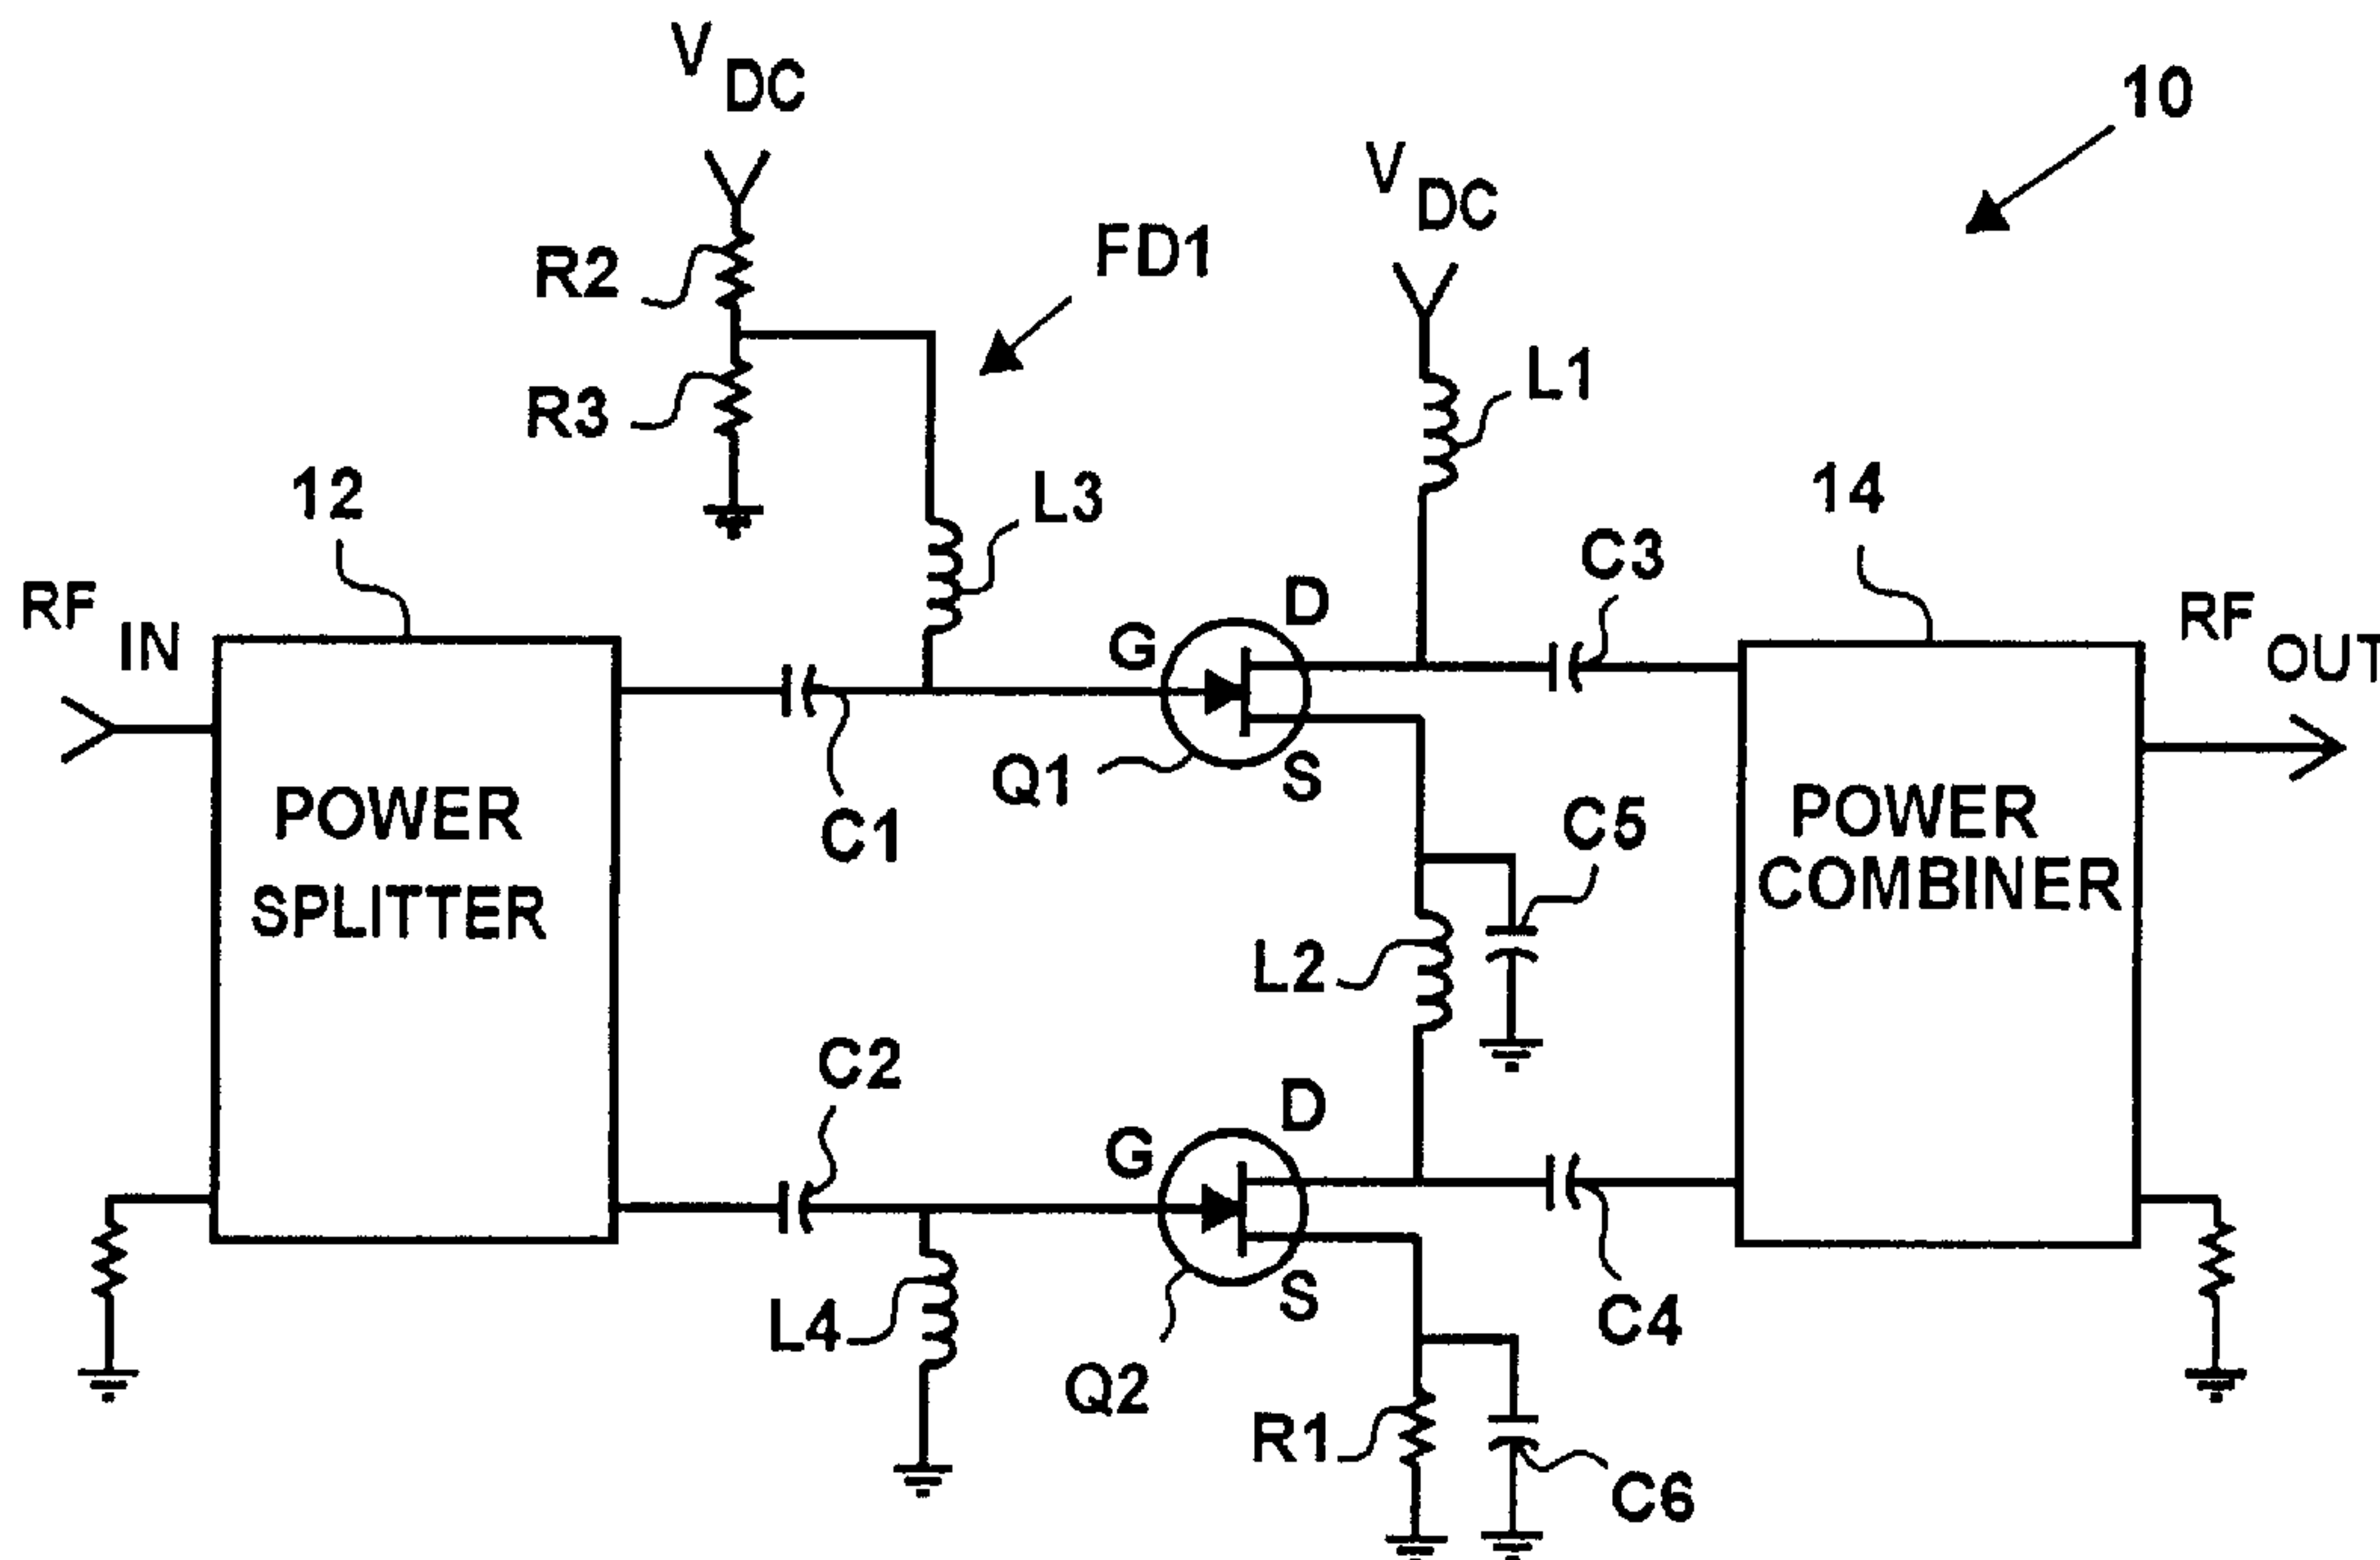 V DC
10
V DC
R2
FD1
R3
L1
12
L3
14
C3
RF IN
D
RF OUT
G
Q1
S
C1
POWER
SPLITTER
POWER
COMBINER
C5
L2
C2
D
G
L4
S
C4
Q2
R1
C6